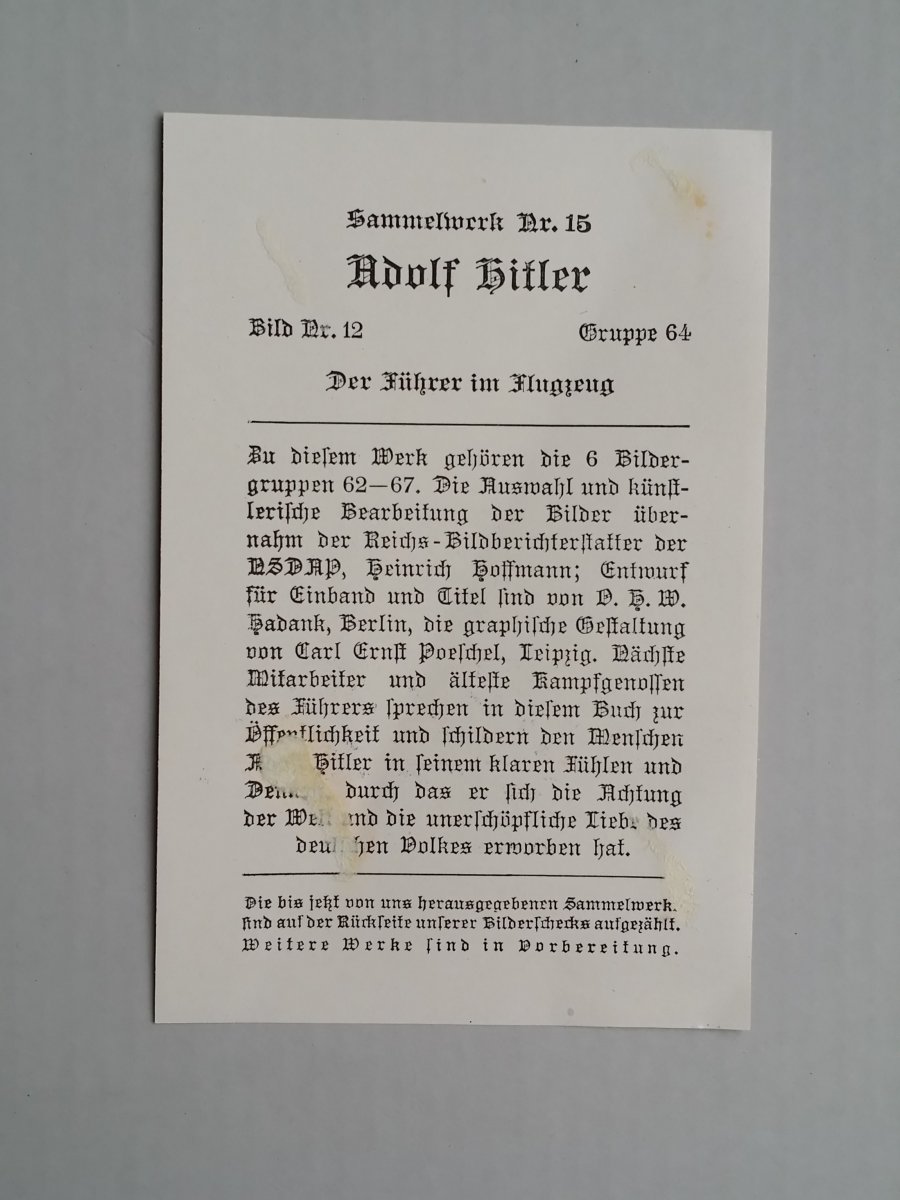 Sammelwerk Nr. 15
Adolf Hitler
Bild Nr. 12 Gruppe 64
Der Führer im Flugzeug
Zu diesem Werk gehören die 6 Bilder-
gruppen 62—67. Die Auswahl und künst-
lerische Bearbeitung der Bilder über-
nahm der Reichs-Bildberichterstatter der
NSDAP, Heinrich Hoffmann; Entwurf
für Einband und Titel sind von O. H. W.
Hadank, Berlin, die graphische Gestaltung
von Carl Ernst Poeschel, Leipzig. Nächste
Mitarbeiter und älteste Kampfgenossen
des Führers sprechen in diesem Buch zur
Öffentlichkeit und schildern den Menschen
Hitler in seinem klaren Fühlen und
durch das er sich die Achtung
der Welt und die unerschöpfliche Liebe des
deutschen Volkes erworben hat.
Die bis jetzt von uns herausgegebenen Sammelwerk.
sind auf der Rückseite unserer Bilderschecks aufgezählt.
Weitere Werke sind in Vorbereitung.